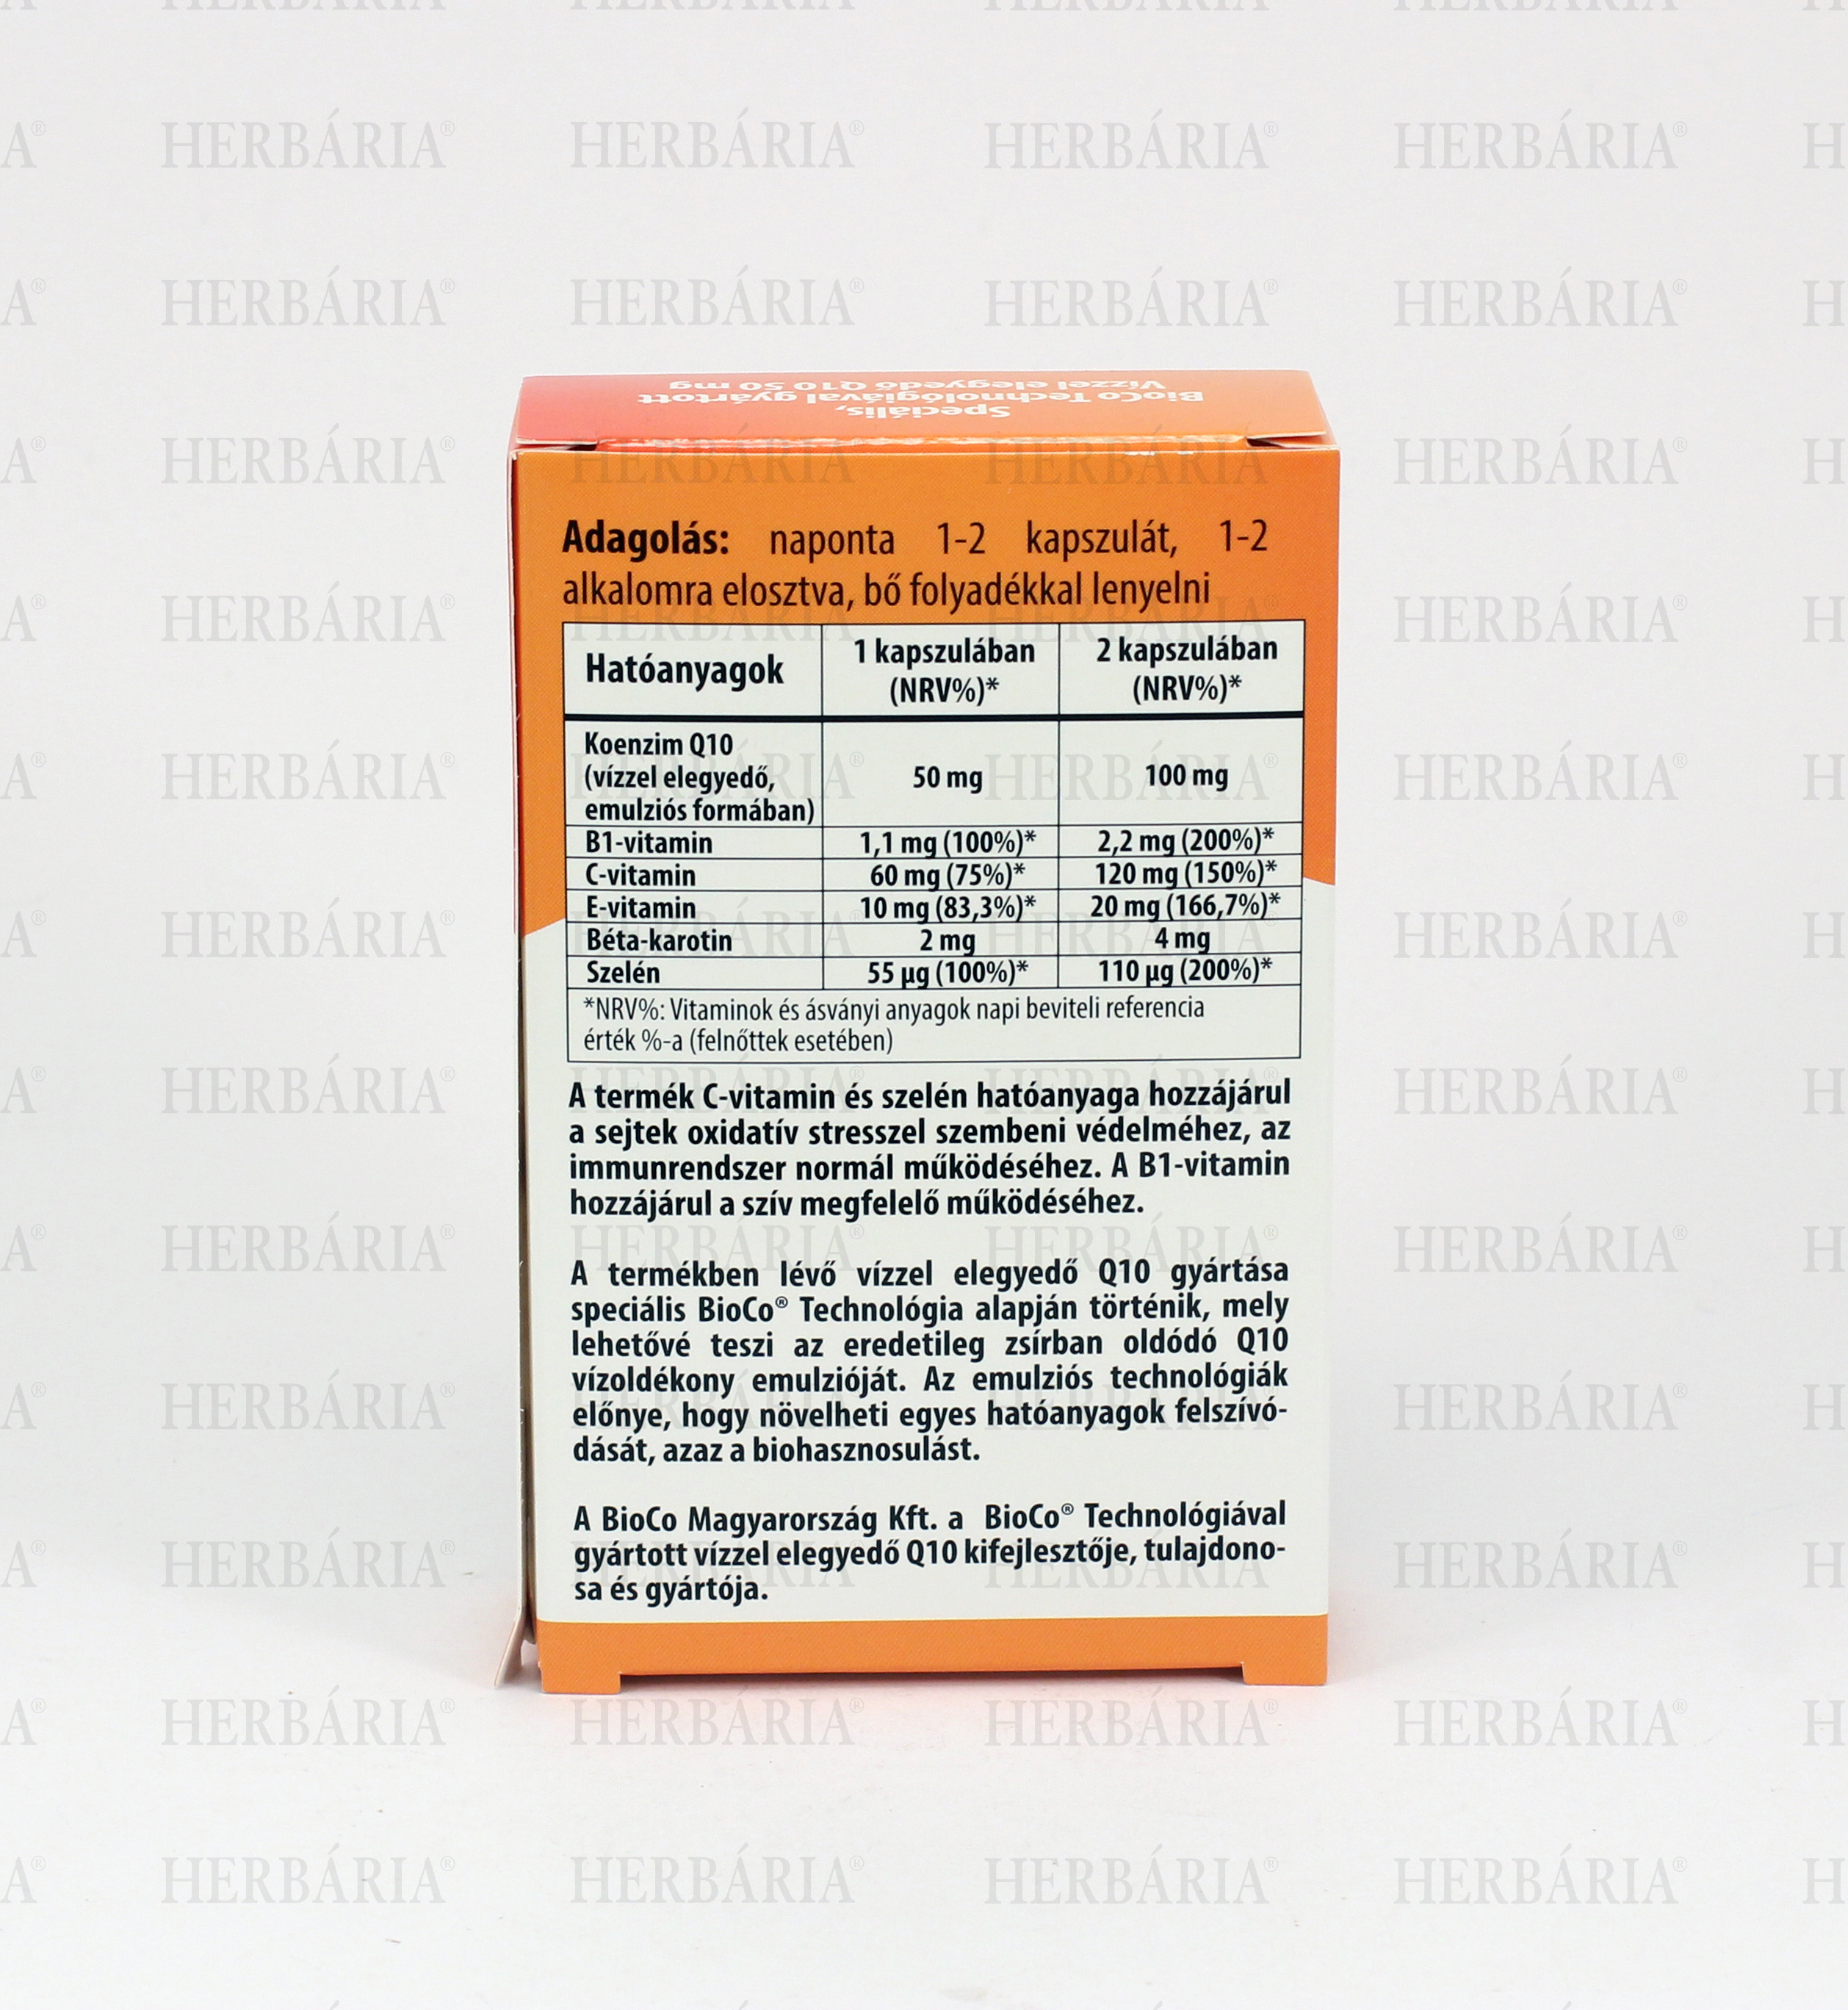 Speciális,
BioCo Technológiával gyártott
Vízzel elegyedő Q10 50 mg
Adagolás: naponta 1-2 kapszulát, 1-2
alkalomra elosztva, bő folyadékkal lenyelni
Hatóanyagok 1 kapszulában (NRV%)* 2 kapszulában (NRV%)*
Koenzim Q10
(vízzel elegyedő,
emulziós formában) 50 mg 100 mg
B1-vitamin 1,1 mg (100%)* 2,2 mg (200%)*
C-vitamin 60 mg (75%)* 120 mg (150%)*
E-vitamin 10 mg (83,3%)* 20 mg (166,7%)*
Béta-karotin 2 mg 4 mg
Szelén 55 µg (100%)* 110 µg (200%)*
*NRV%: Vitaminok és ásványi anyagok napi beviteli referencia
érték %-a (felnőttek esetében)
A termék C-vitamin és szelén hatóanyaga hozzájárul
a sejtek oxidatív stresszel szembeni védelméhez, az
immunrendszer normál működéséhez. A B1-vitamin
hozzájárul a szív megfelelő működéséhez.
A termékben lévő vízzel elegyedő Q10 gyártása
speciális BioCo® Technológia alapján történik, mely
lehetővé teszi az eredetileg zsírban oldódó Q10
vízoldékony emulzióját. Az emulziós technológiák
előnye, hogy növelheti egyes hatóanyagok felszívó-
dását, azaz a biohasznosulást.
A BioCo Magyarország Kft. a BioCo® Technológiával
gyártott vízzel elegyedő Q10 kifejlesztője, tulajdono-
sa és gyártója.
HERBÁRIA®